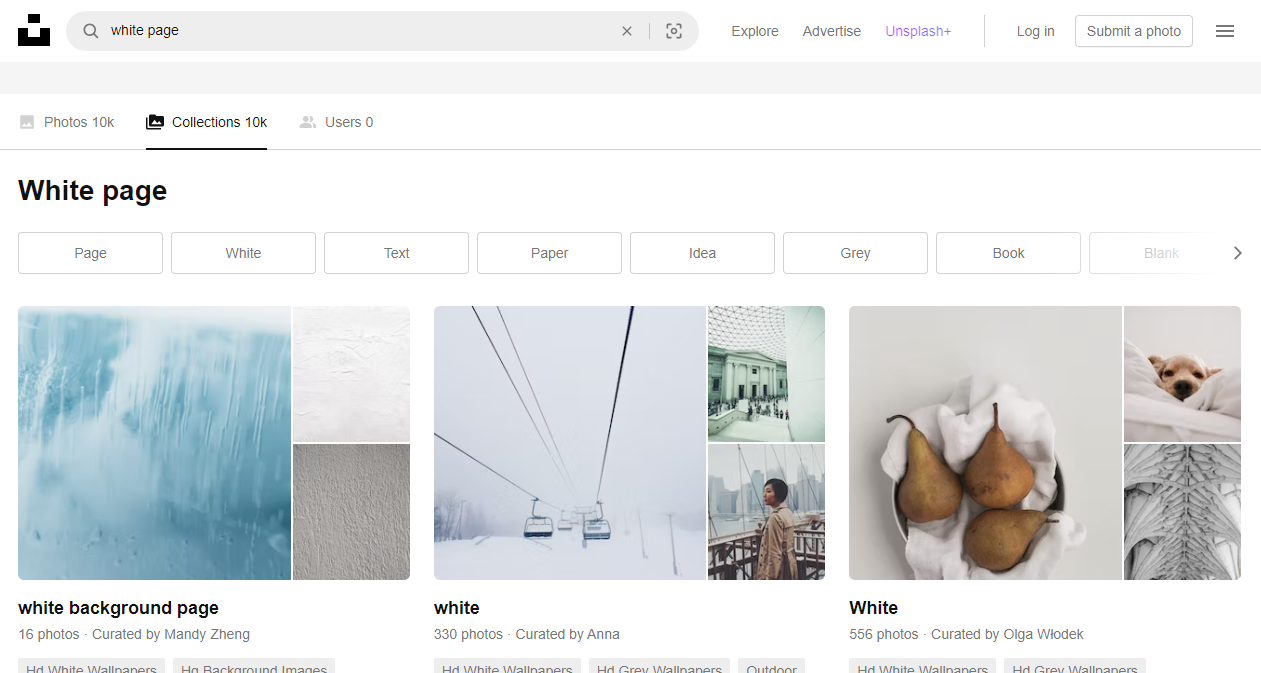 white page
Explore
Advertise
Unsplash+
Log in
Submit a photo
Photos 10k
Collections 10k
Users 0
White page
Page
White
Text
Paper
Idea
Grey
Book
Blank
white background page
16 photos · Curated by Mandy Zheng
Hd White Wallpapers
Hq Background Images
white
330 photos · Curated by Anna
Hd White Wallpapers
Hd Grey Wallpapers
Outdoor
White
556 photos · Curated by Olga Włodek
Hd White Wallpapers
Hd Grey Wallpapers